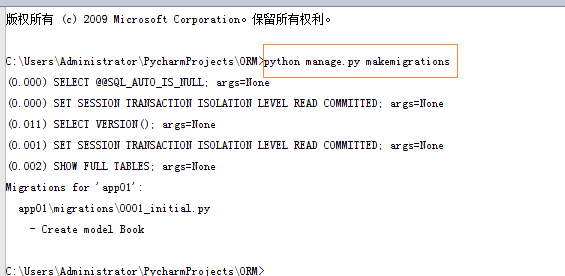 版权所有 (c) 2009 Microsoft Corporation。保留所有权利。
C:\Users\Administrator\PycharmProjects\ORM>python manage.py makemigrations
(0.000) SELECT @@SQL_AUTO_IS_NULL; args=None
(0.000) SET SESSION TRANSACTION ISOLATION LEVEL READ COMMITTED; args=None
(0.011) SELECT VERSION(); args=None
(0.001) SET SESSION TRANSACTION ISOLATION LEVEL READ COMMITTED; args=None
(0.002) SHOW FULL TABLES; args=None
Migrations for 'app01':
app01\migrations\0001_initial.py
- Create model Book
C:\Users\Administrator\PycharmProjects\ORM>